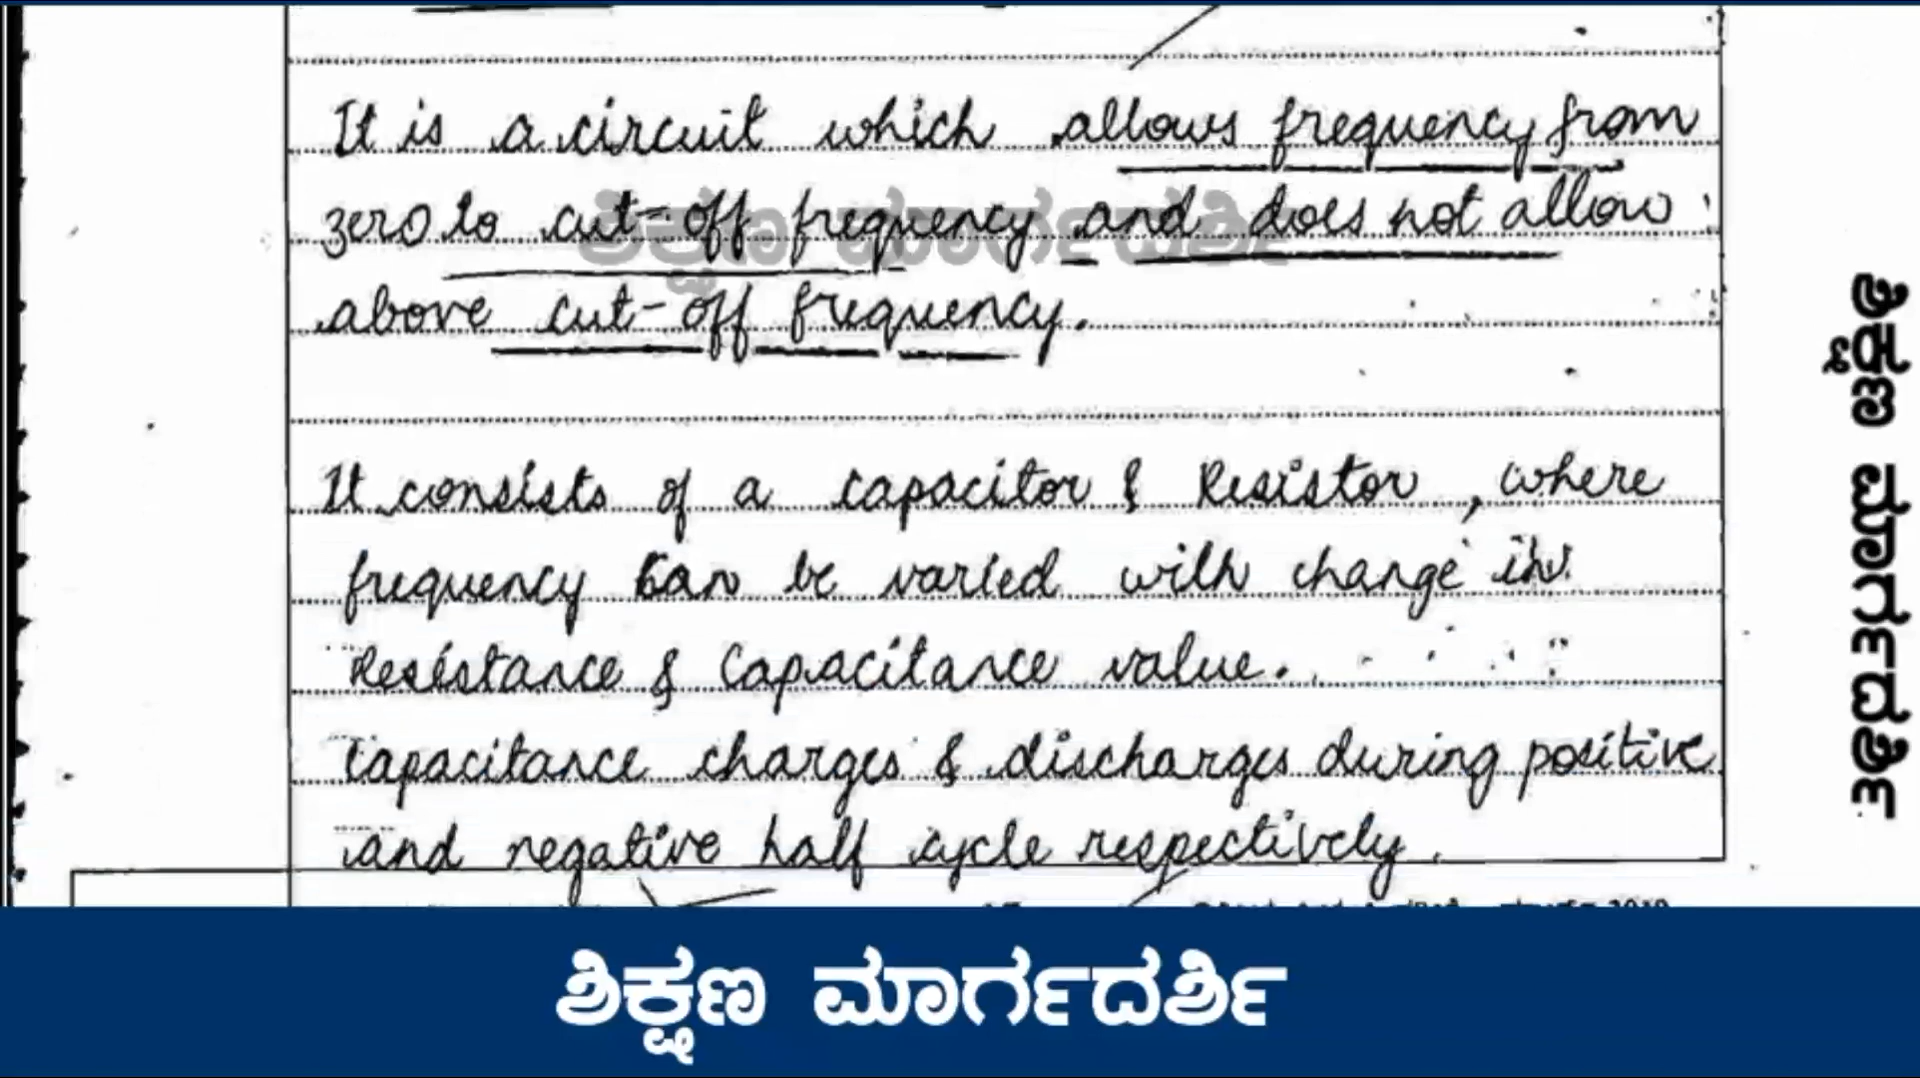 It is a circuit which allows frequency from
zero to cut-off frequency and does not allow
above cut-off frequency.
It consists of a capacitor & Resistor, where
frequency can be varied with change in
Resistance & Capacitance value.
Capacitance charges & discharges during positive
and negative half cycle respectively.
ಶಿಕ್ಷಣ ಮಾರ್ಗದರ್ಶಿ
ಶಿಕ್ಷಣ ಮಾರ್ಗದರ್ಶಿ
ಶಿಕ್ಷಣ ಮಾರ್ಗದರ್ಶಿ